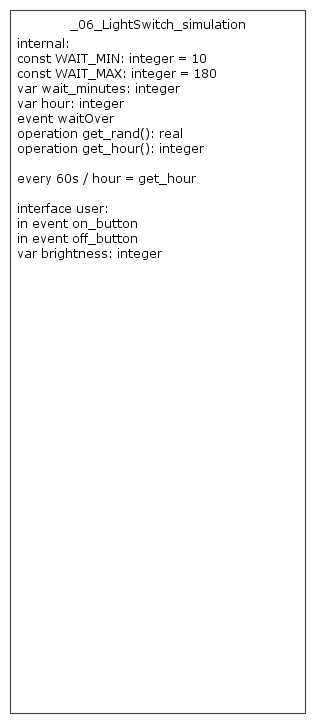 _06_LightSwitch_simulation
internal:
const WAIT_MIN: integer = 10
const WAIT_MAX: integer = 180
var wait_minutes: integer
var hour: integer
event waitOver
operation get_rand(): real
operation get_hour(): integer
every 60s / hour = get_hour
interface user:
in event on_button
in event off_button
var brightness: integer